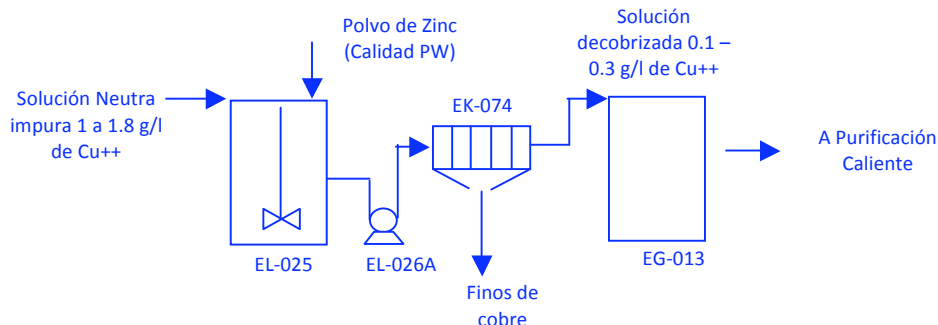 Polvo de Zinc
(Calidad PW)
Solución
decobrizada 0.1 –
0.3 g/l de Cu++
Solución Neutra
impura 1 a 1.8 g/l
de Cu++
EK-074
A Purificación
Caliente
EL-025
EL-026A
EG-013
Finos de
cobre